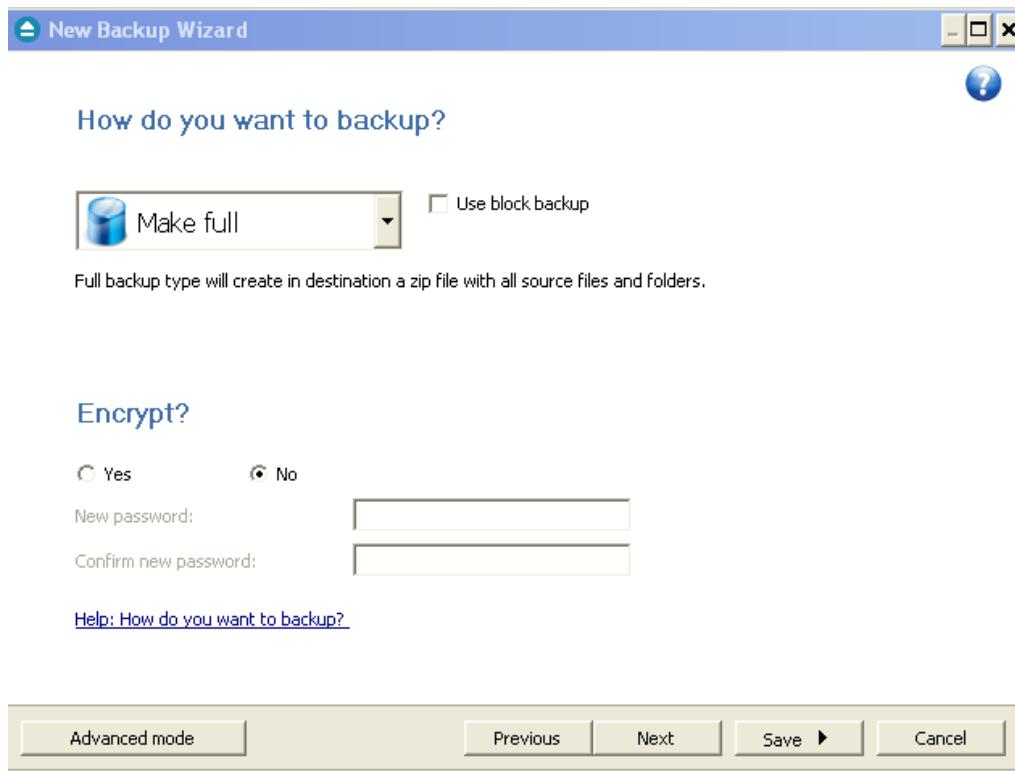 New Backup Wizard
?
How do you want to backup?
Make full
Use block backup
Full backup type will create in destination a zip file with all source files and folders.
Encrypt?
Yes No
New password:
Confirm new password:
Help: How do you want to backup?
Advanced mode Previous Next Save Cancel